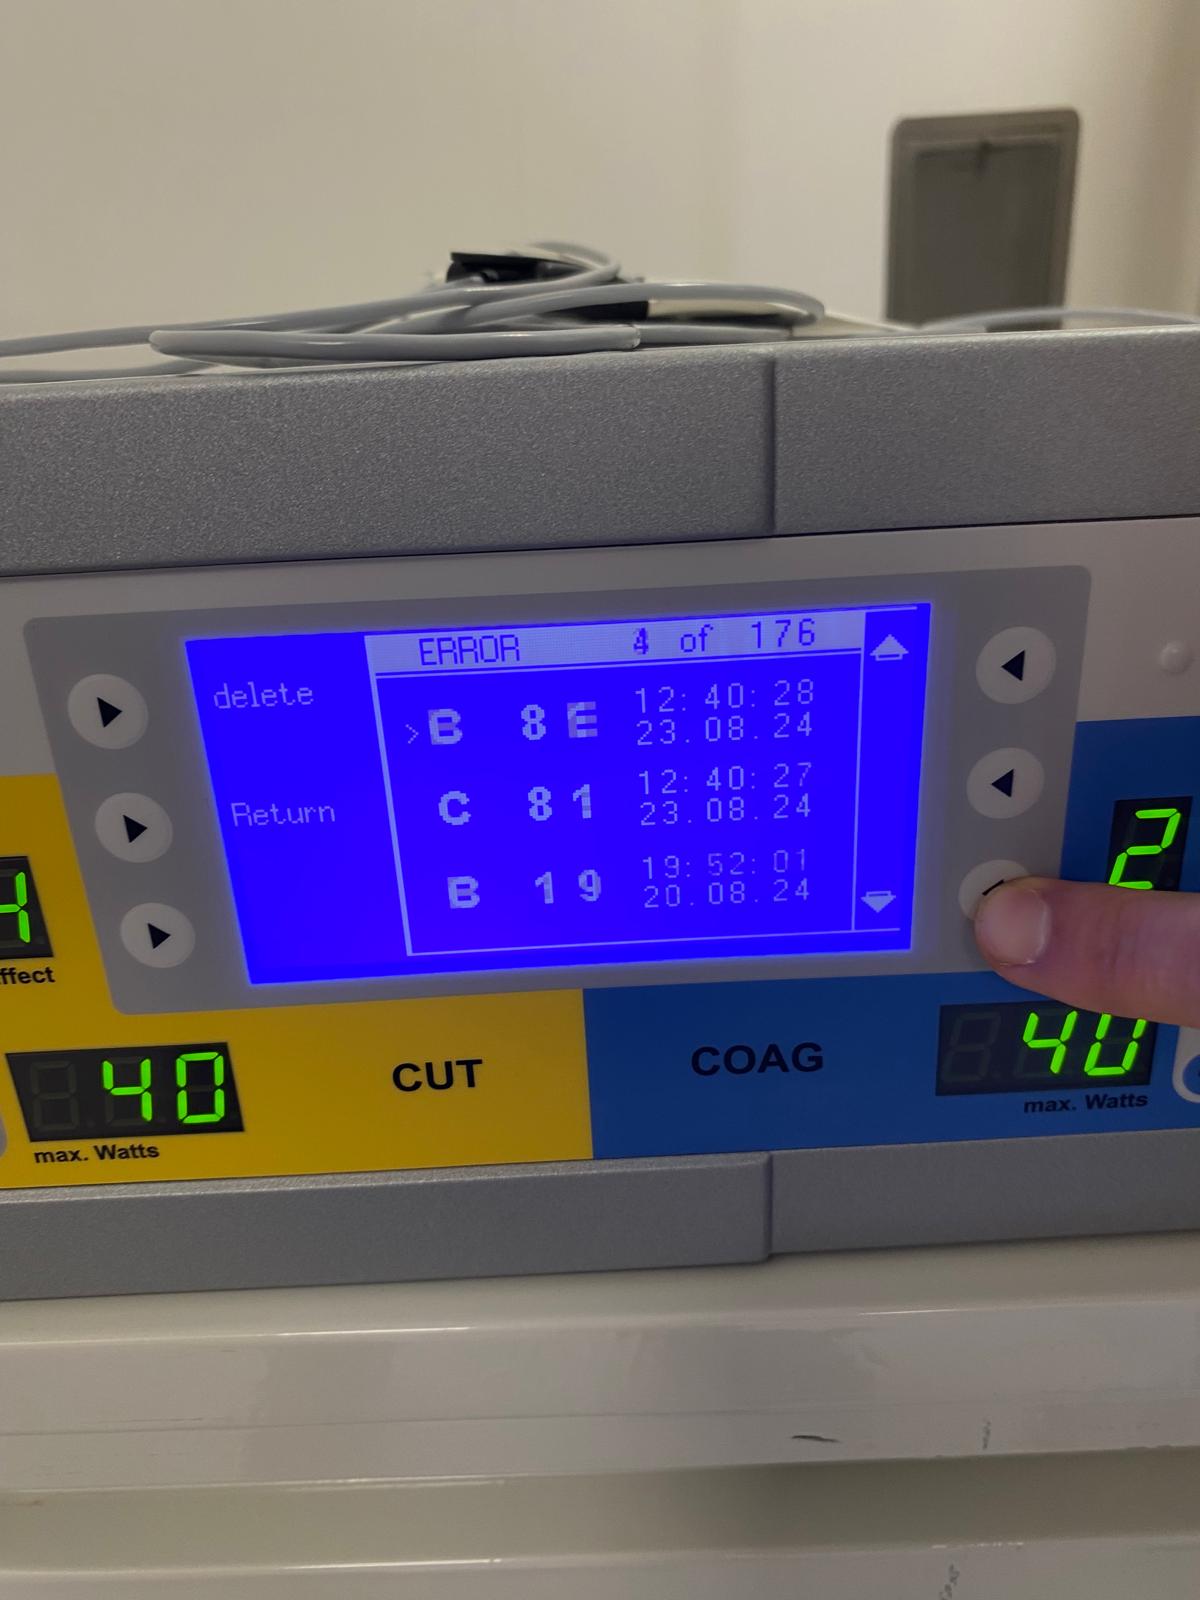 ERROR 4 of 176
delete
>B 8E 12:40:28
23.08.24
C 81 12:40:27
23.08.24
Return
B 19 19:52:01
20.08.24
2
ffect
40
max. Watts
CUT
COAG
40
max. Watts